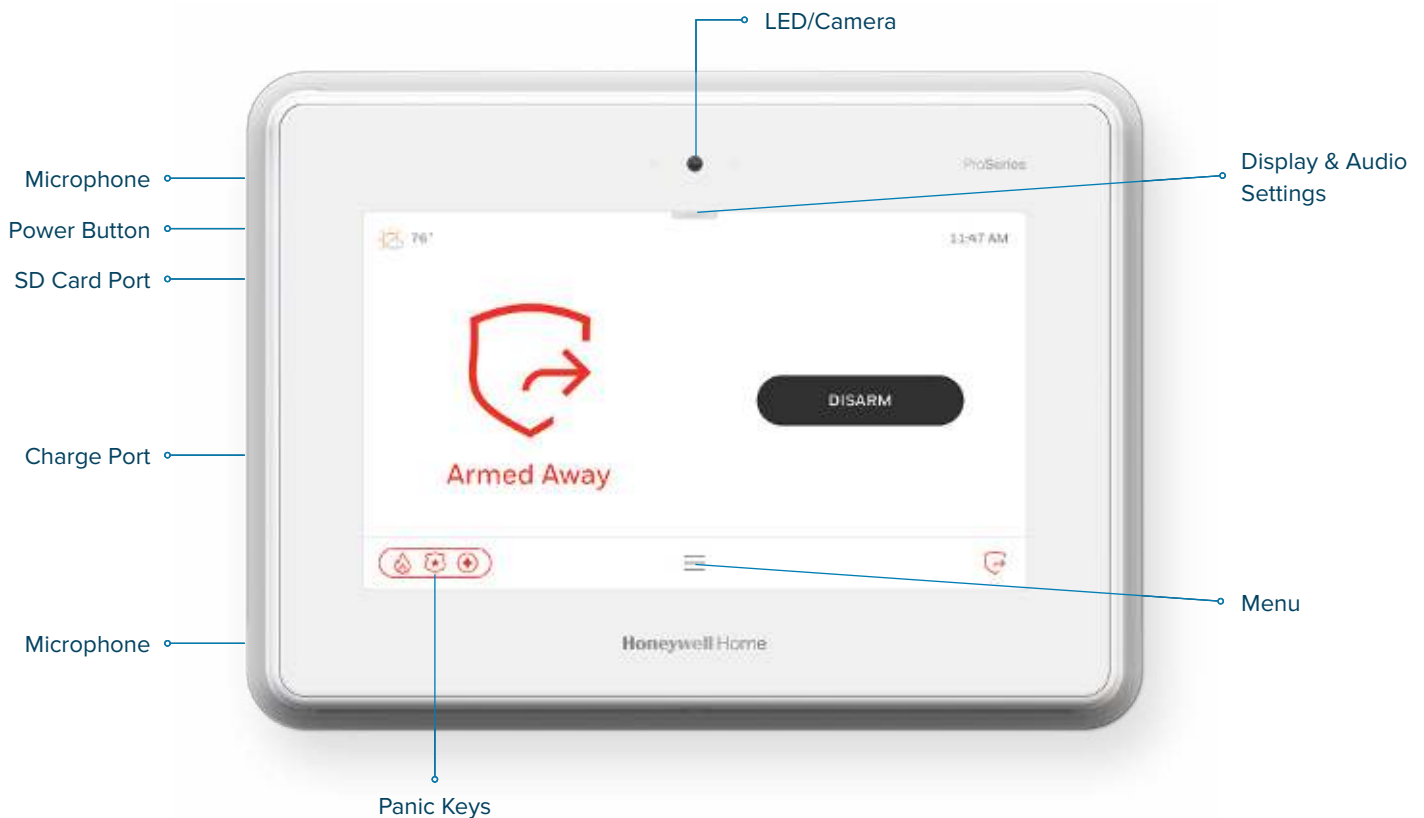 LED/Camera
Microphone
ProSeries
Display & Audio
Settings
Power Button
76°
11:47 AM
SD Card Port
DISARM
Charge Port
Armed Away
Menu
Microphone
Honeywell Home
Panic Keys